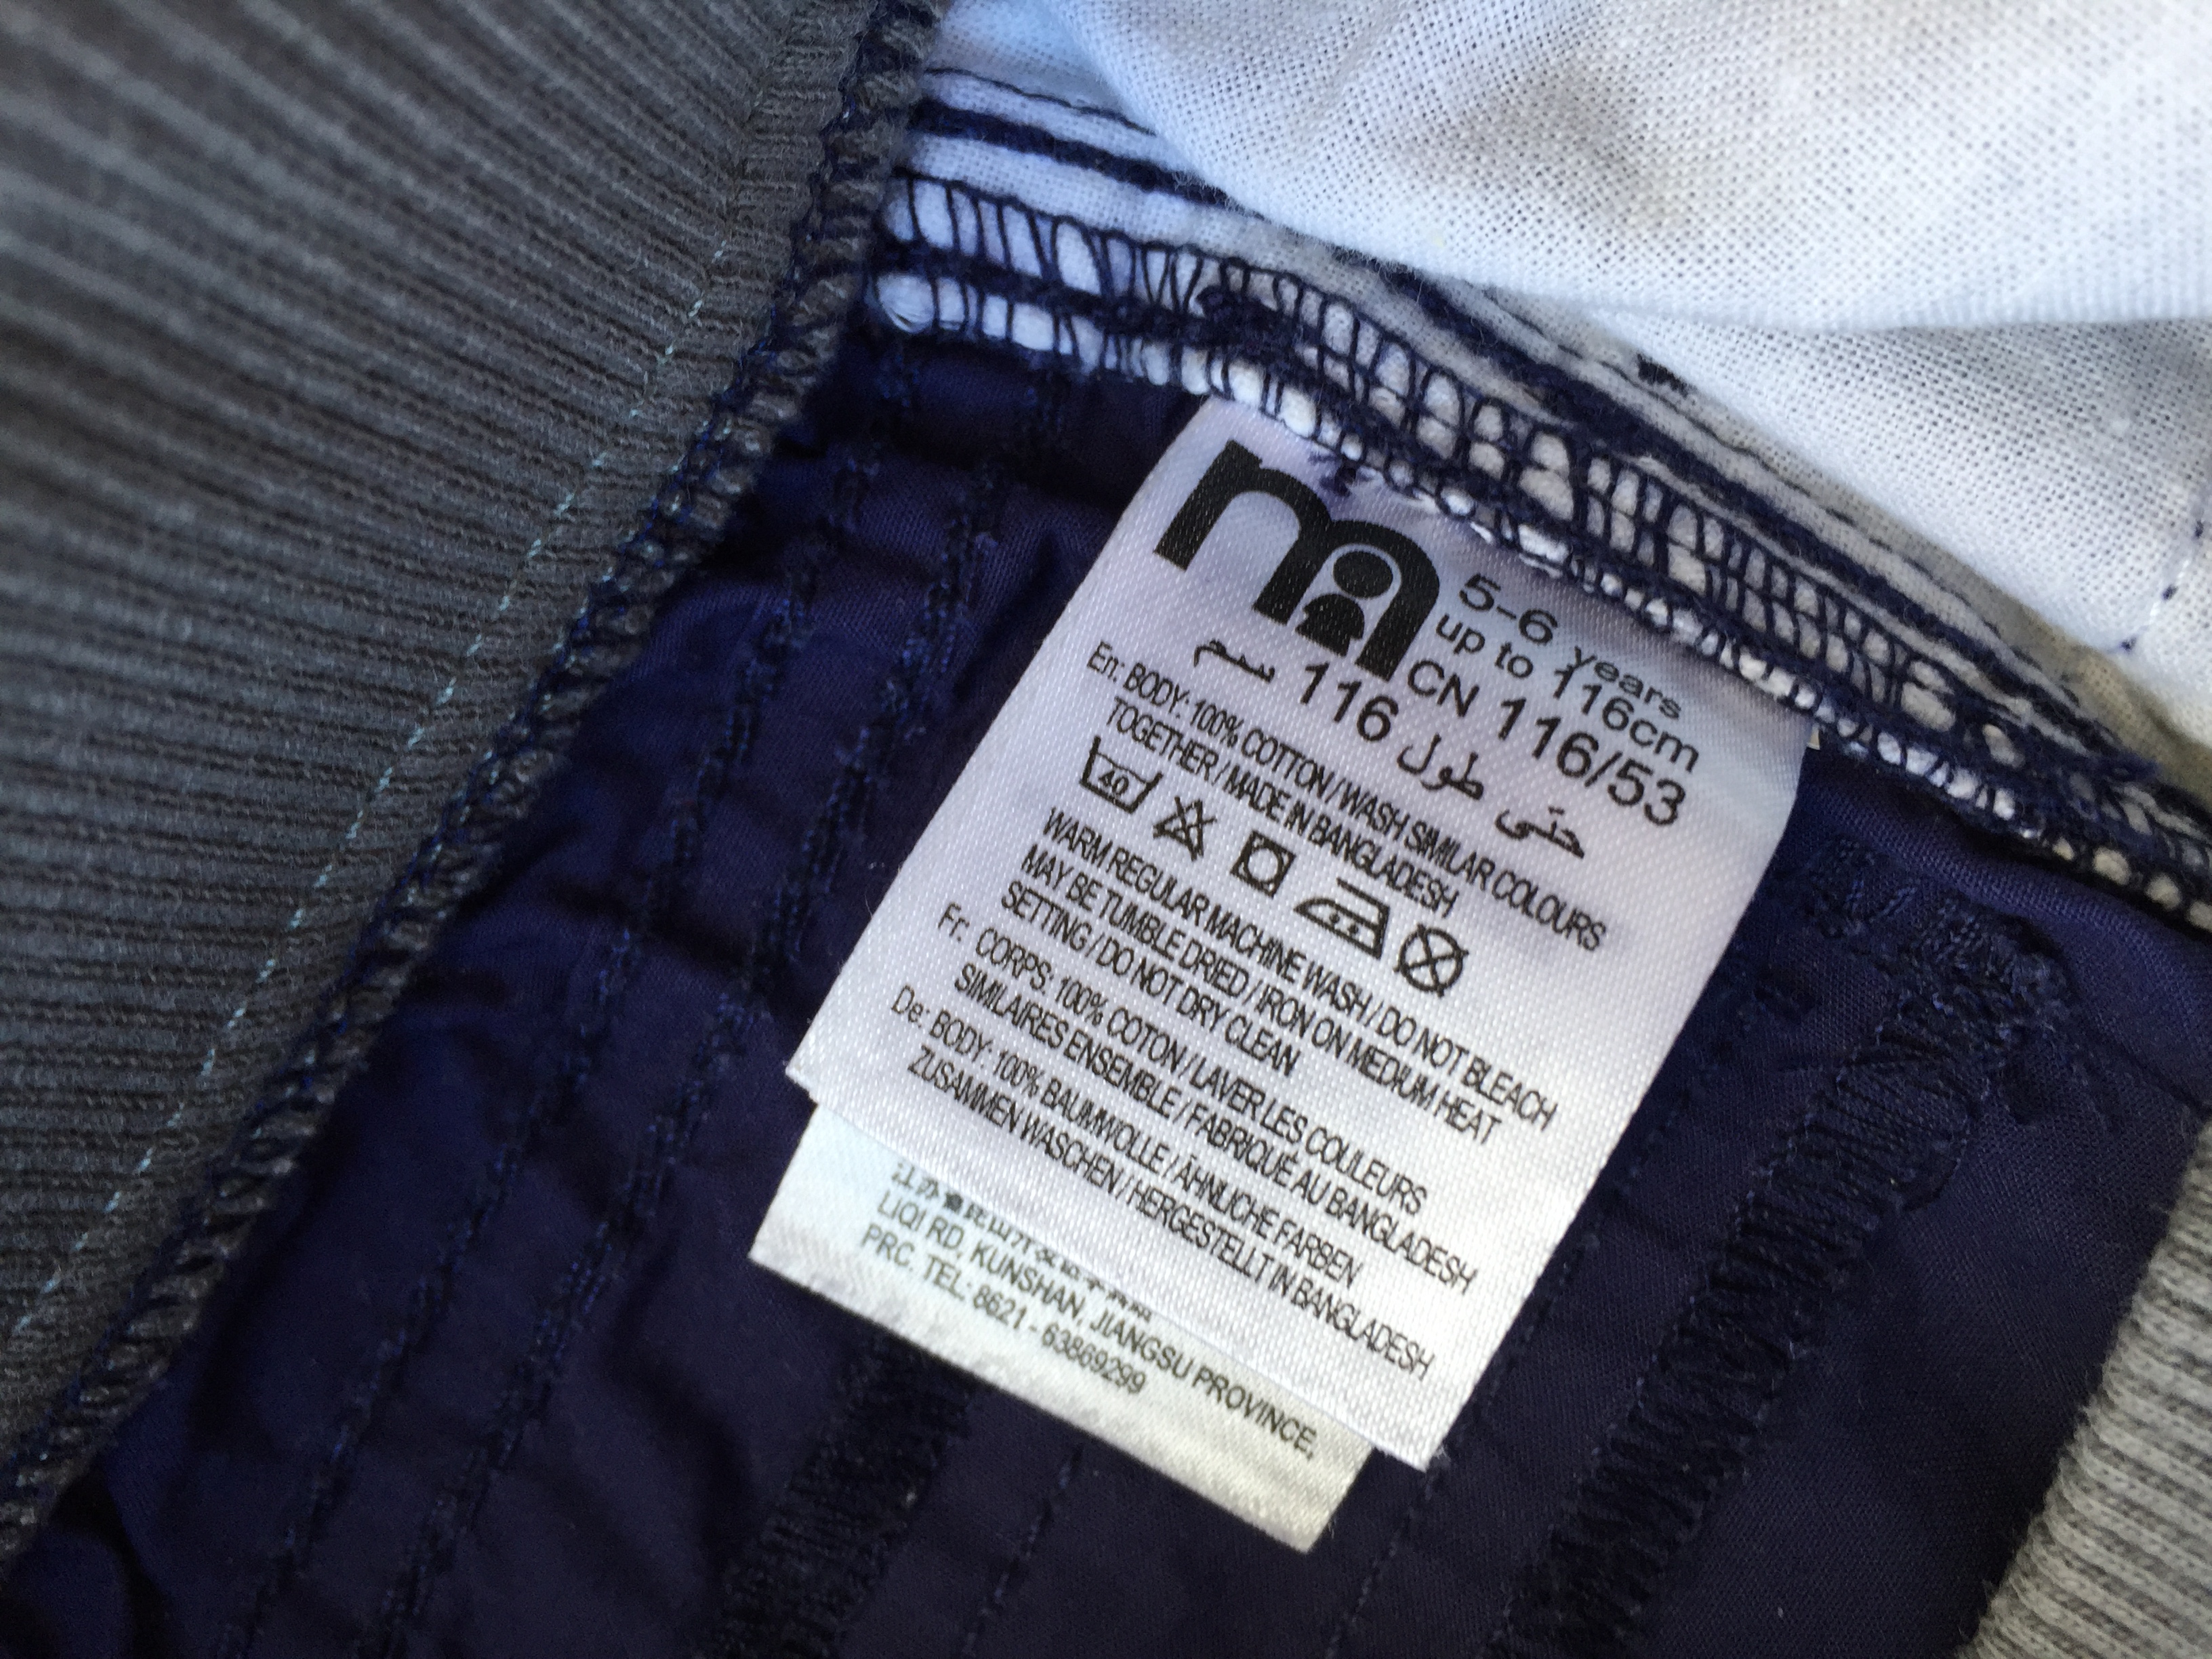 5-6 years
up to 116cm
CN 116/53
حتّى طول 116 سم
En: BODY: 100% COTTON / WASH SIMILAR COLOURS
TOGETHER / MADE IN BANGLADESH
40
WARM REGULAR MACHINE WASH / DO NOT BLEACH
MAY BE TUMBLE DRIED / IRON ON MEDIUM HEAT
SETTING / DO NOT DRY CLEAN
Fr: CORPS: 100% COTON / LAVER LES COULEURS
SIMILAIRES ENSEMBLE / FABRIQUÉ AU BANGLADESH
De: BODY: 100% BAUMWOLLE / ÄHNLICHE FARBEN
ZUSAMMEN WASCHEN / HERGESTELLT IN BANGLADESH
LIQI RD, KUNSHAN, JIANGSU PROVINCE,
PRC. TEL: 8621 - 63869299